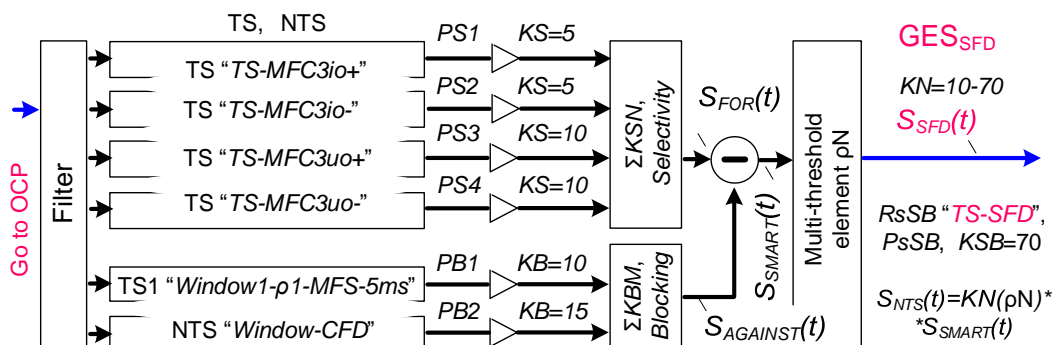 TS, NTS
PS1
KS=5
GES_SFD
TS “TS-MFC3io+”
KN=10-70
PS2
KS=5
TS “TS-MFC3io-”
S_FOR(t)
S_SFD(t)
PS3
KS=10
TS “TS-MFC3uo+”
PS4
KS=10
TS “TS-MFC3uo-”
Go to OCP
Filter
ΣKSN,
Selectivity
−
S_SMART(t)
Multi-threshold
element ρN
RsSB “TS-SFD”,
PsSB, KSB=70
PB1
KB=10
TS1 “Window1-ρ1-MFS-5ms”
PB2
KB=15
NTS “Window-CFD”
ΣKBM,
Blocking
S_AGAINST(t)
S_NTS(t)=KN(ρN)*
*S_SMART(t)